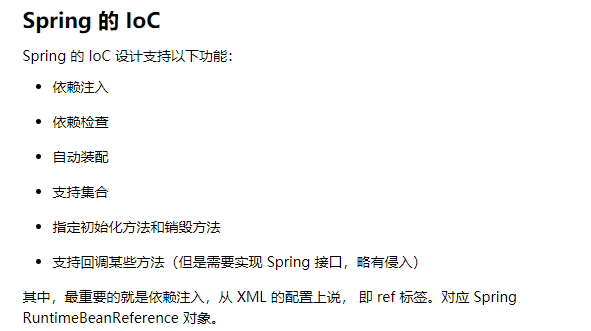 Spring 的 IoC
Spring 的 IoC 设计支持以下功能：
依赖注入
依赖检查
自动装配
支持集合
指定初始化方法和销毁方法
支持回调某些方法（但是需要实现 Spring 接口，略有侵入）
其中，最重要的就是依赖注入，从 XML 的配置上说， 即 ref 标签。对应 Spring
RuntimeBeanReference 对象。